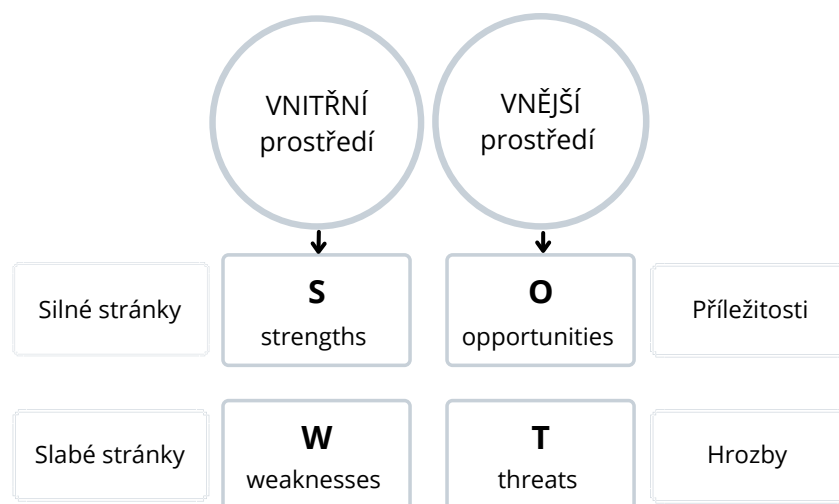 VNITŘNÍ
prostředí
VNĚJŠÍ
prostředí
Silné stránky
S
strengths
O
opportunities
Příležitosti
Slabé stránky
W
weaknesses
T
threats
Hrozby